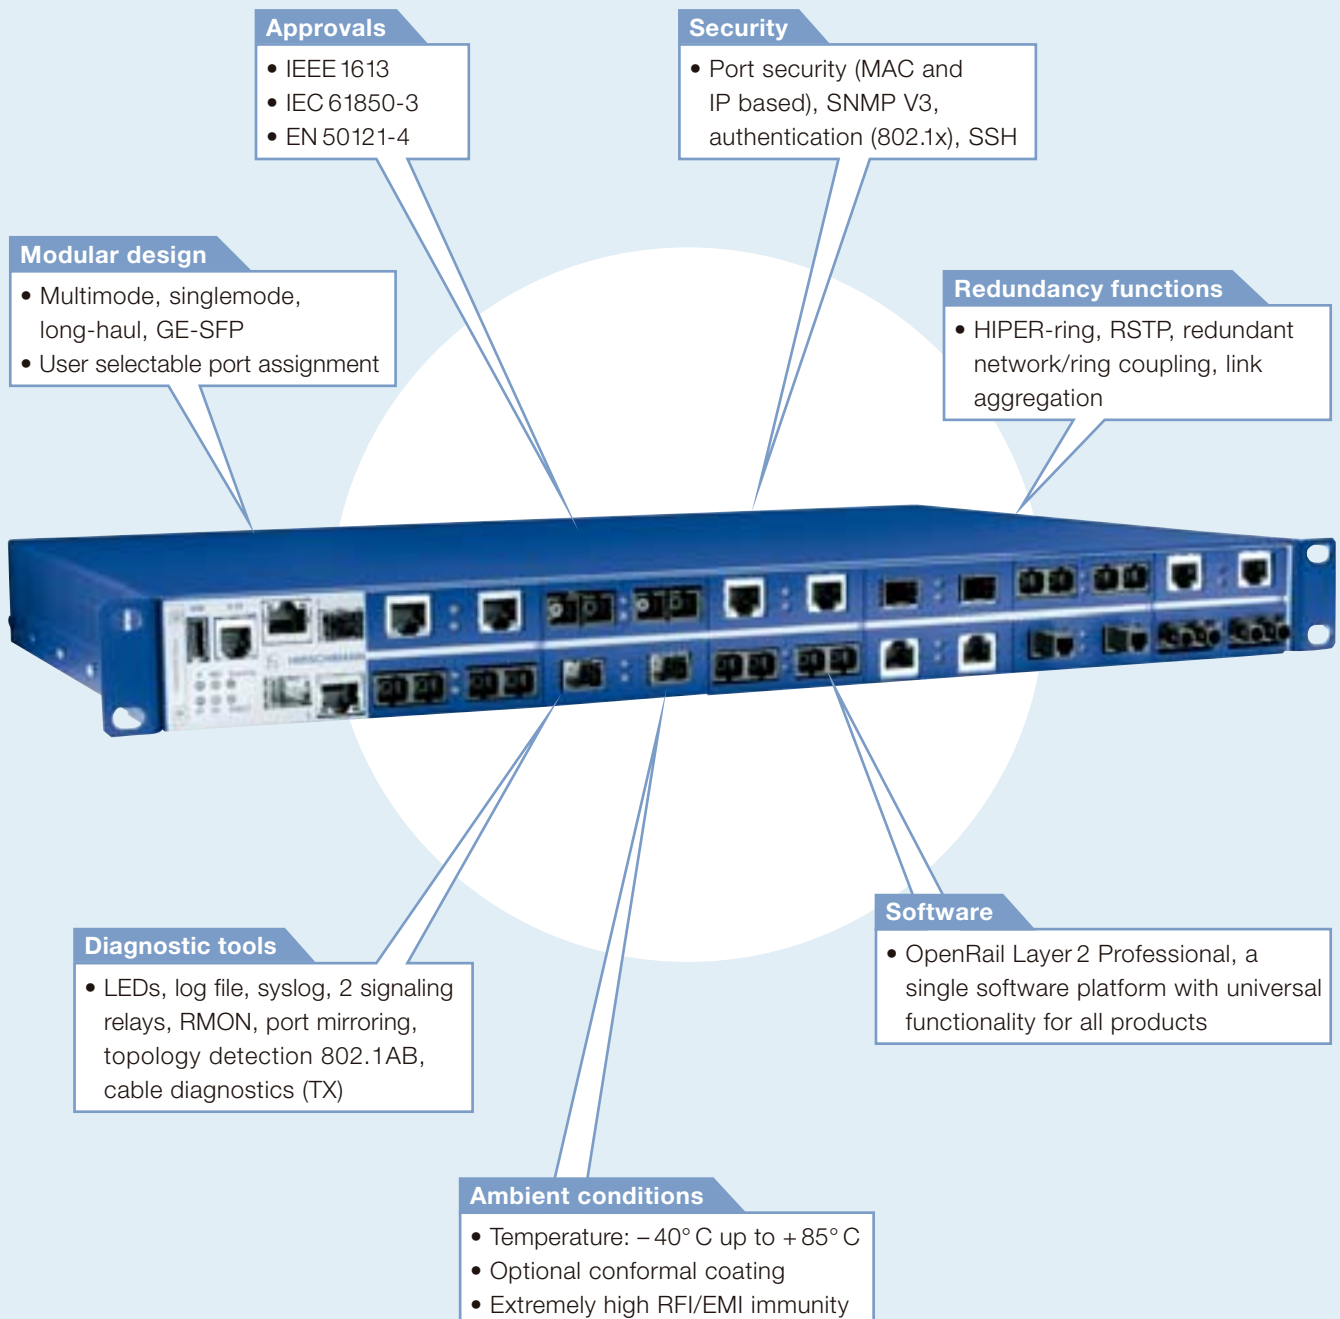 Approvals
• IEEE 1613
• IEC 61850-3
• EN 50121-4
Security
• Port security (MAC and
IP based), SNMP V3,
authentication (802.1x), SSH
Modular design
• Multimode, singlemode,
long-haul, GE-SFP
• User selectable port assignment
Redundancy functions
• HIPER-ring, RSTP, redundant
network/ring coupling, link
aggregation
HIRSCHMANN
Diagnostic tools
• LEDs, log file, syslog, 2 signaling
relays, RMON, port mirroring,
topology detection 802.1AB,
cable diagnostics (TX)
Software
• OpenRail Layer 2 Professional, a
single software platform with universal
functionality for all products
Ambient conditions
• Temperature: – 40° C up to + 85° C
• Optional conformal coating
• Extremely high RFI/EMI immunity